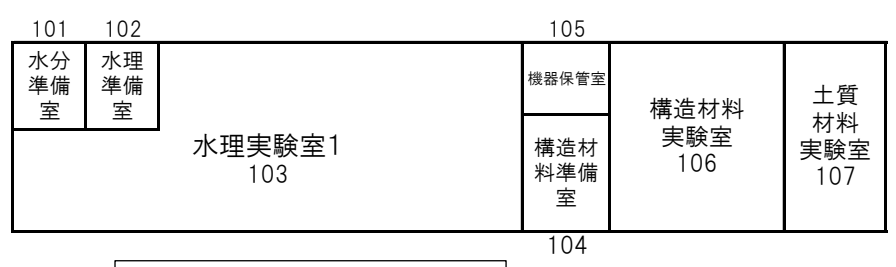 101
102
105
水分
準備
室
水理
準備
室
水理実験室1
103
機器保管室
構造材
料準備
室
104
構造材料
実験室
106
土質
材料
実験室
107